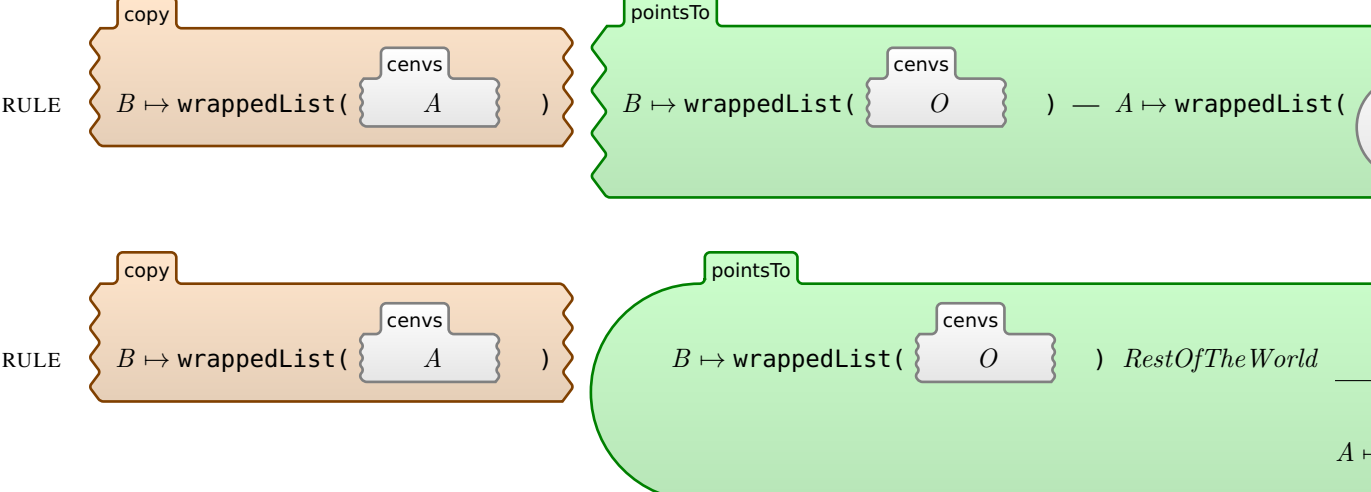 copy pointsTo
cenvs cenvs
RULE B ↦ wrappedList( A ) B ↦ wrappedList( O ) — A ↦ wrappedList(
copy pointsTo
cenvs cenvs
RULE B ↦ wrappedList( A ) B ↦ wrappedList( O ) RestOfTheWorld
A ↦